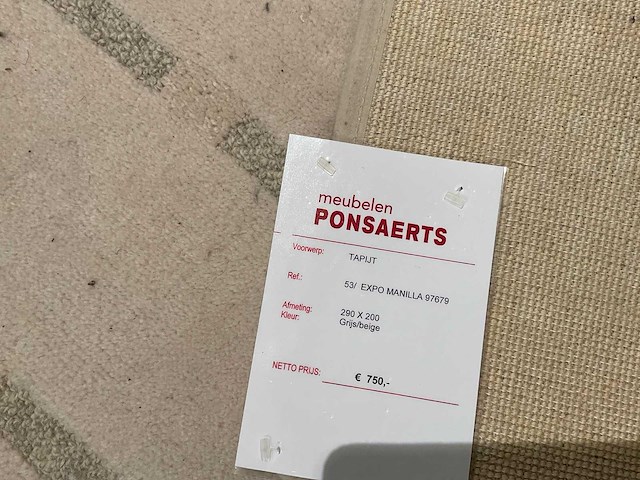 meubelen
PONSAERTS
Voorwerp: TAPIJT
Ref.: 53/ EXPO MANILLA 97679
Afmeting: 290 X 200
Kleur: Grijs/beige
NETTO PRIJS: € 750,-